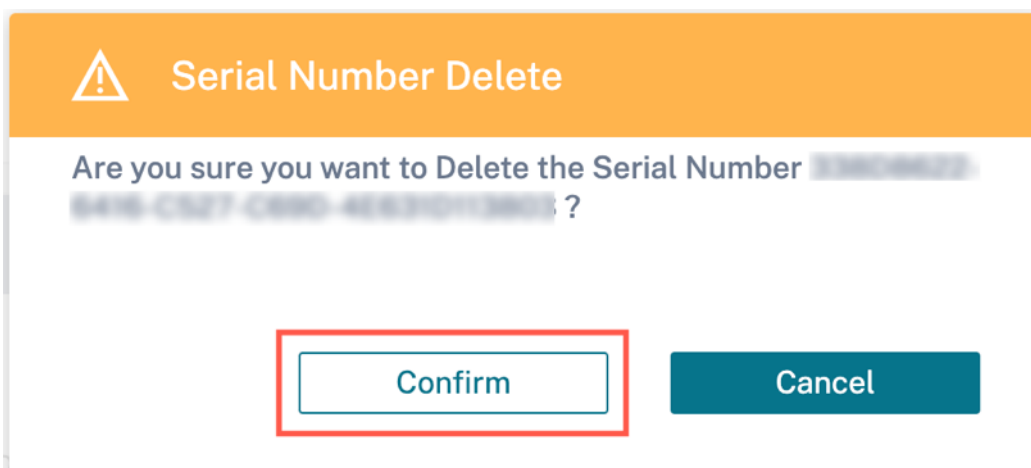 Serial Number Delete
Are you sure you want to Delete the Serial Number
?
Confirm
Cancel